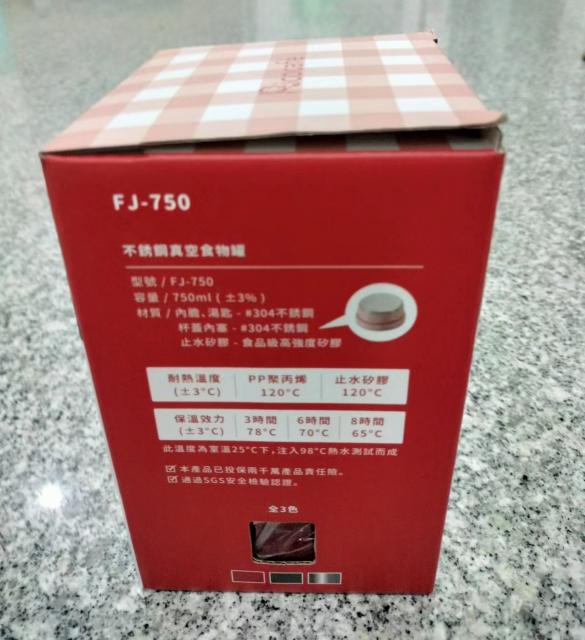 FJ-750
不銹鋼真空食物罐
型號 / FJ-750
容量 / 750ml ( ±3% )
材質 / 內膽、湯匙 - #304不銹鋼
杯蓋內塞 - #304不銹鋼
止水矽膠 - 食品級高強度矽膠
耐熱溫度 PP聚丙烯 止水矽膠
(±3°C) 120°C 120°C
保溫效力 3時間 6時間 8時間
(±3°C) 78°C 70°C 65°C
此溫度為室溫25°C下，注入98°C熱水測試而成
本產品已投保兩千萬產品責任險。
通過SGS安全檢驗認證。
全3色